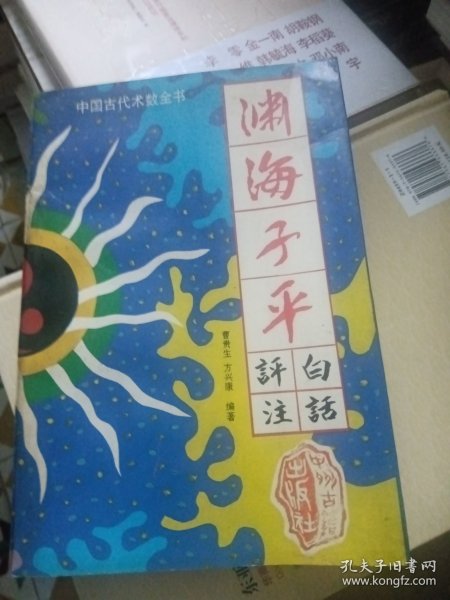 中国古代术数全书
渊海子平
白話
評注
曹贵生 方兴康 编著
中州古籍
出版社
孔夫子旧书网
www.kongfz.com